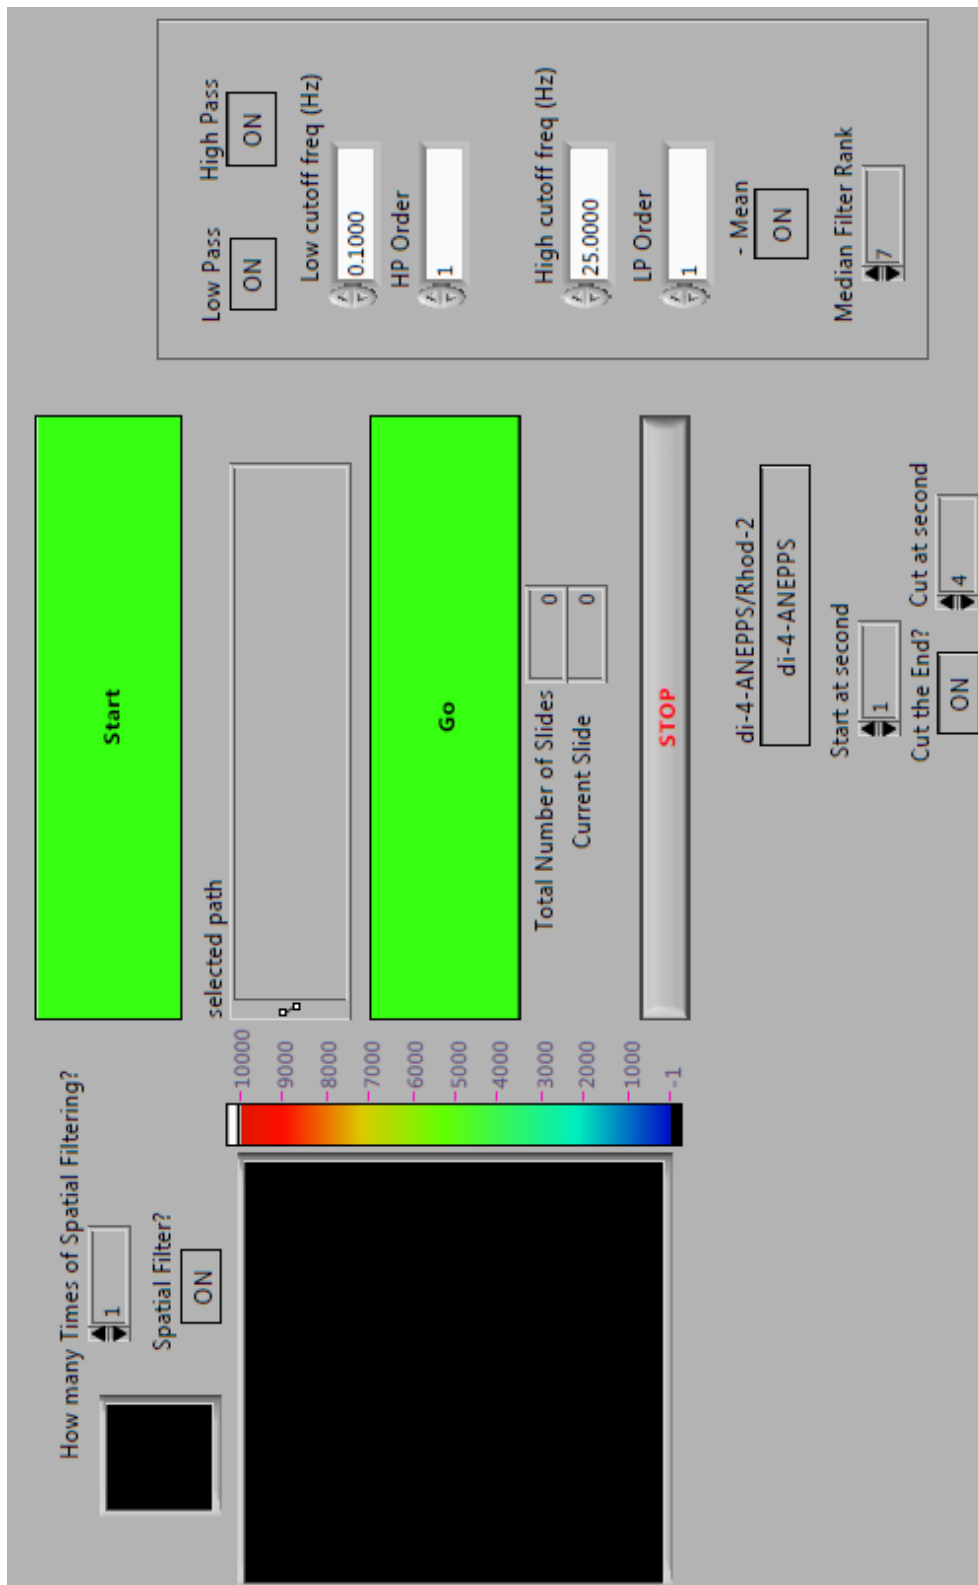 How many Times of Spatial Filtering?
1
Spatial Filter?
ON
10000
9000
8000
7000
6000
5000
4000
3000
2000
1000
-1
Start
selected path
Go
Total Number of Slides 0
Current Slide 0
STOP
di-4-ANEPPS/Rhod-2
di-4-ANEPPS
Start at second
1
Cut the End? Cut at second
ON 4
Low Pass High Pass
ON ON
Low cutoff freq (Hz)
0.1000
HP Order
1
High cutoff freq (Hz)
25.0000
LP Order
1
- Mean
ON
Median Filter Rank
7